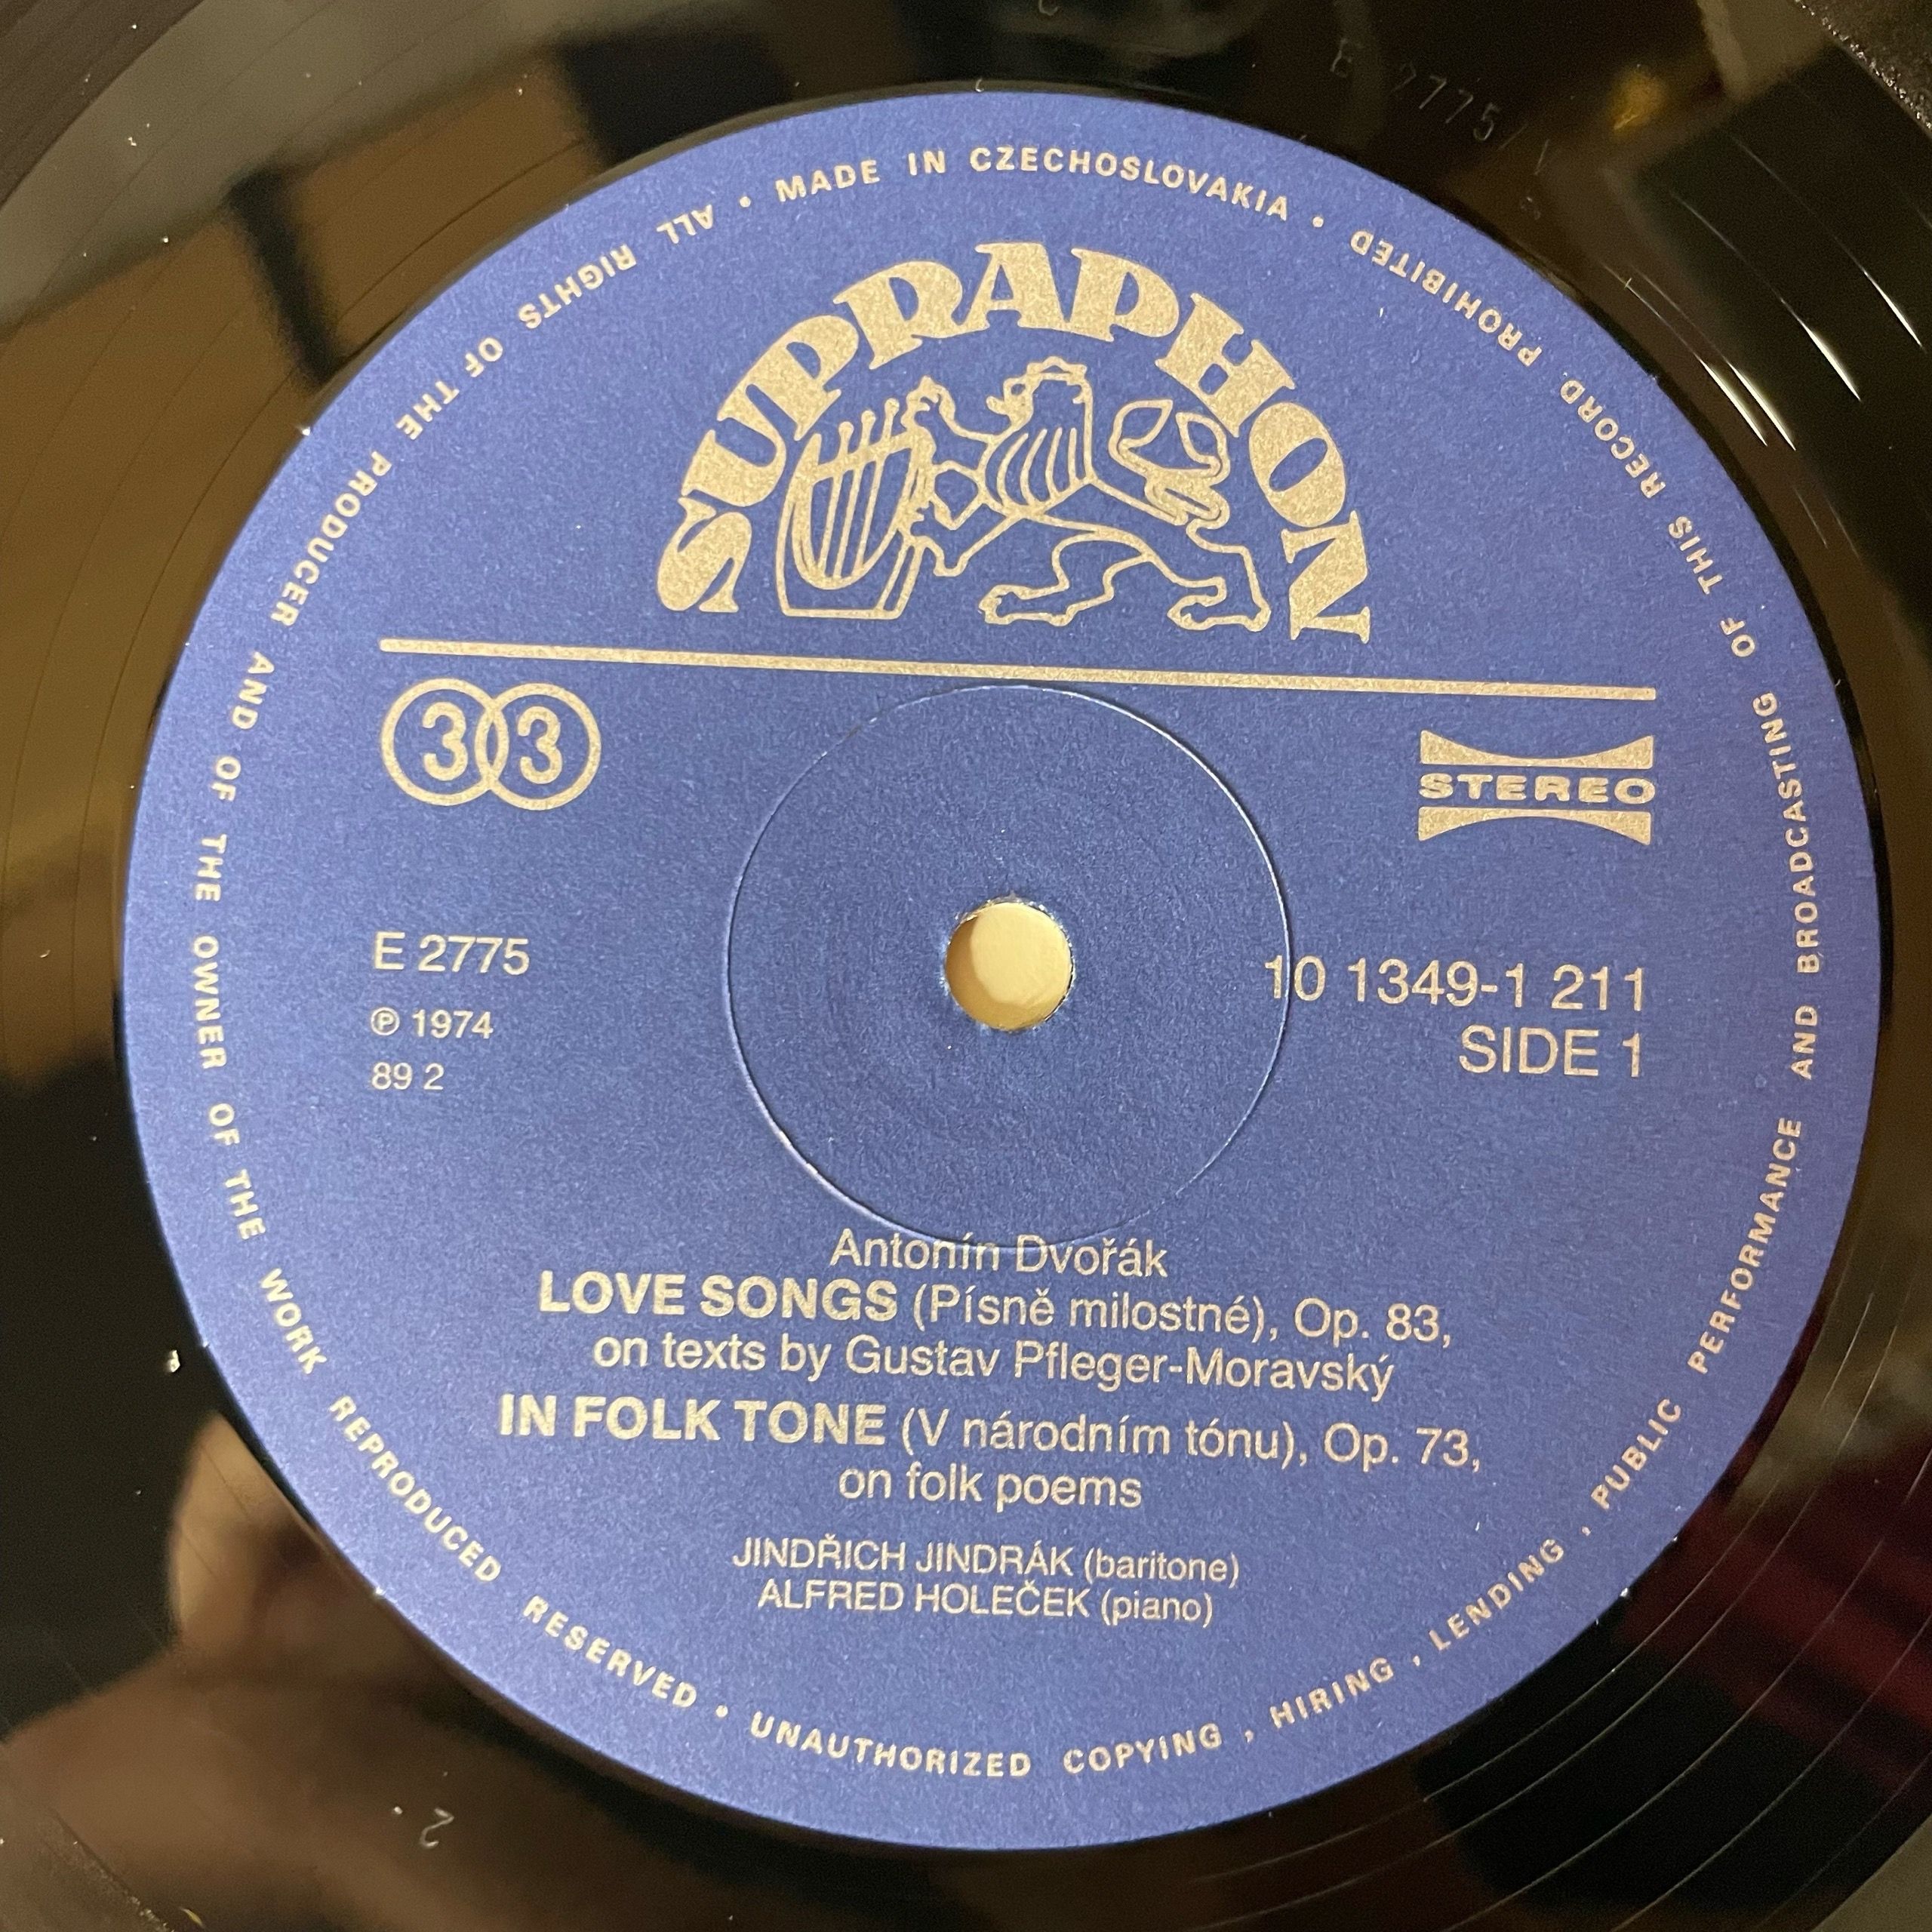 MADE IN CZECHOSLOVAKIA • PROHIBITED
ALL RIGHTS OF THE PRODUCER AND OF THE OWNER OF THE WORK REPRODUCED RESERVED • UNAUTHORIZED COPYING , HIRING , LENDING , PUBLIC PERFORMANCE AND BROADCASTING OF THIS RECORD
SUPRAPHON
33
STEREO
E 2775
℗ 1974
89 2
10 1349-1 211
SIDE 1
Antonín Dvořák
LOVE SONGS (Písně milostné), Op. 83,
on texts by Gustav Pfleger-Moravský
IN FOLK TONE (V národním tónu), Op. 73,
on folk poems
JINDŘICH JINDRÁK (baritone)
ALFRED HOLEČEK (piano)
2